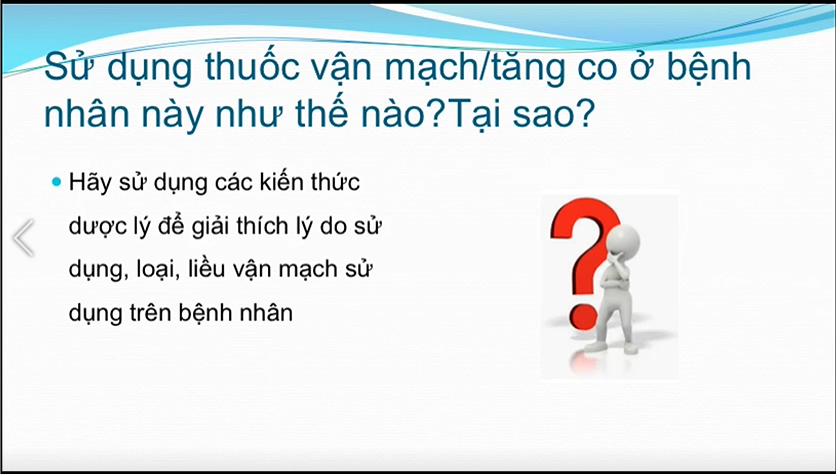 Sử dụng thuốc vận mạch/tăng co ở bệnh
nhân này như thế nào?Tại sao?
Hãy sử dụng các kiến thức
dược lý để giải thích lý do sử
dụng, loại, liều vận mạch sử
dụng trên bệnh nhân